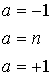 a = −1
a = n
a = +1